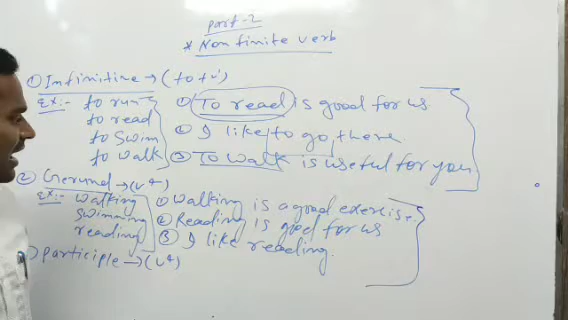 Part-2
* Non finite verb
① Infinitive → (to+v¹)
Ex:- to run
to read
to swim
to walk
① To read is good for us
② I like to go there
③ To walk is useful for you
② Gerund → (v⁴)
Ex:- walking
swimming
reading
① Walking is a good exercise.
② Reading is good for us
③ I like reading.
) Participle → (v⁴)